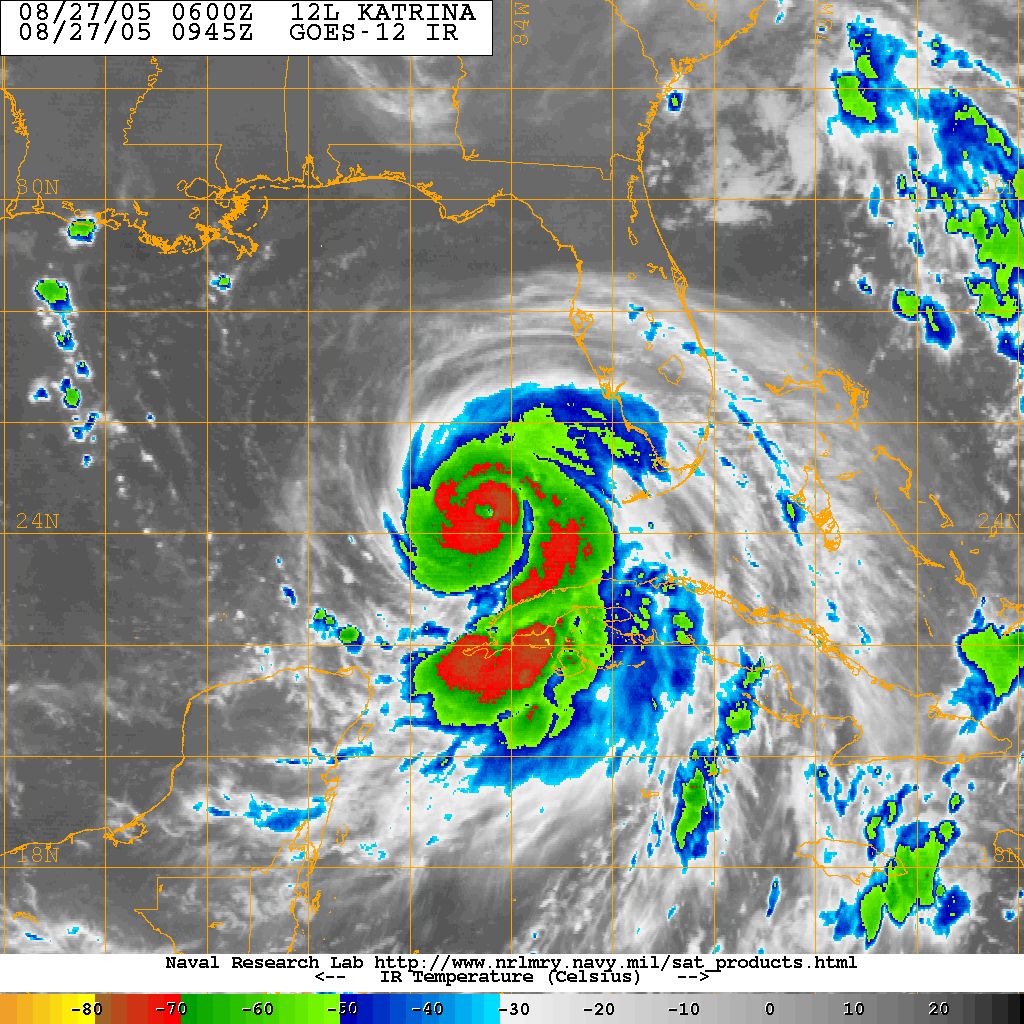 08/27/05 0600Z 12L KATRINA
08/27/05 0945Z GOES-12 IR
84W
30N
24N
24N
18N
18N
Naval Research Lab http://www.nrlmry.navy.mil/sat_products.html
<-- IR Temperature (Celsius) -->
-80 -70 -60 -50 -40 -30 -20 -10 0 10 20